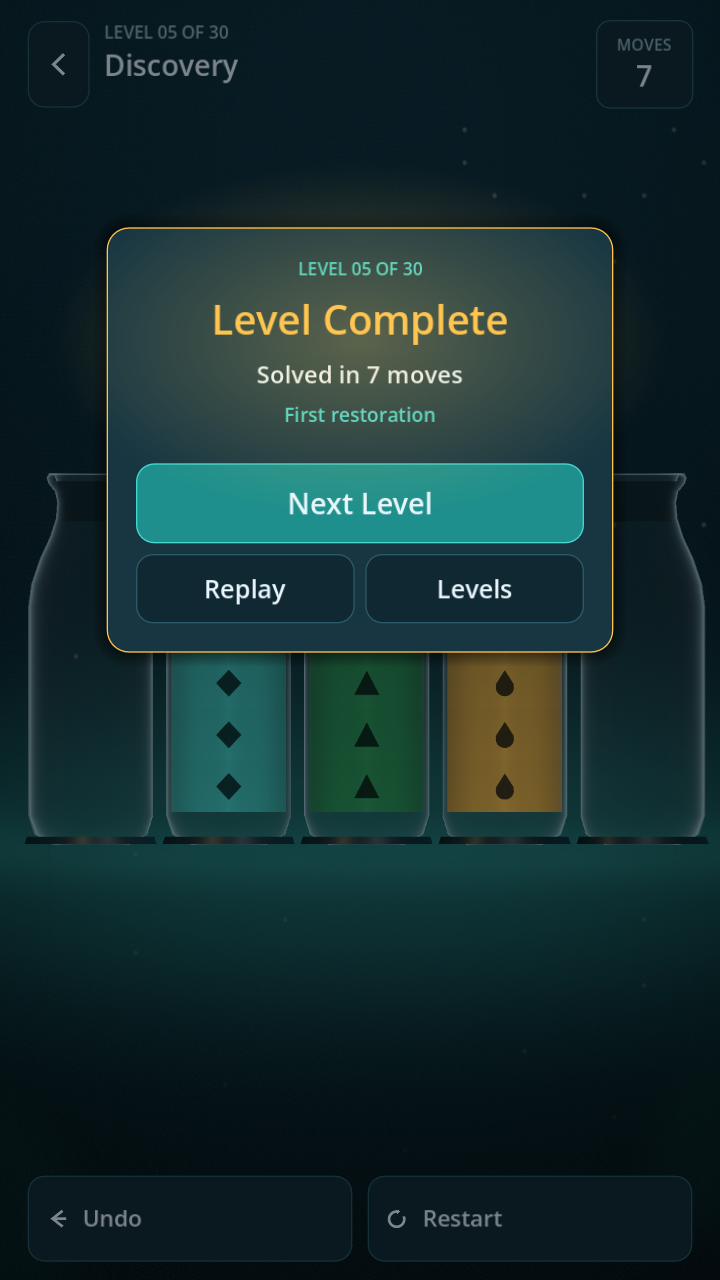 LEVEL 05 OF 30
Discovery
MOVES
7
LEVEL 05 OF 30
Level Complete
Solved in 7 moves
First restoration
Next Level
Replay
Levels
Undo
Restart